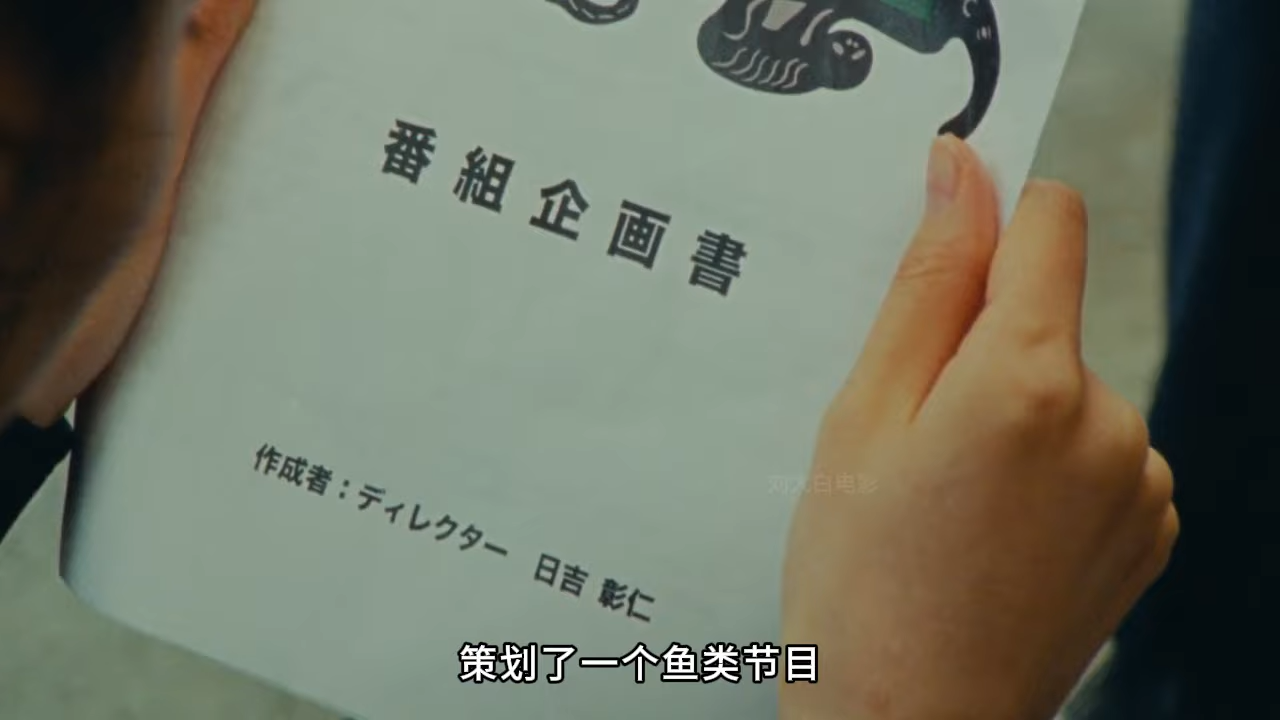 番組企画書
作成者：ディレクター 日吉 彰仁
策划了一个鱼类节目